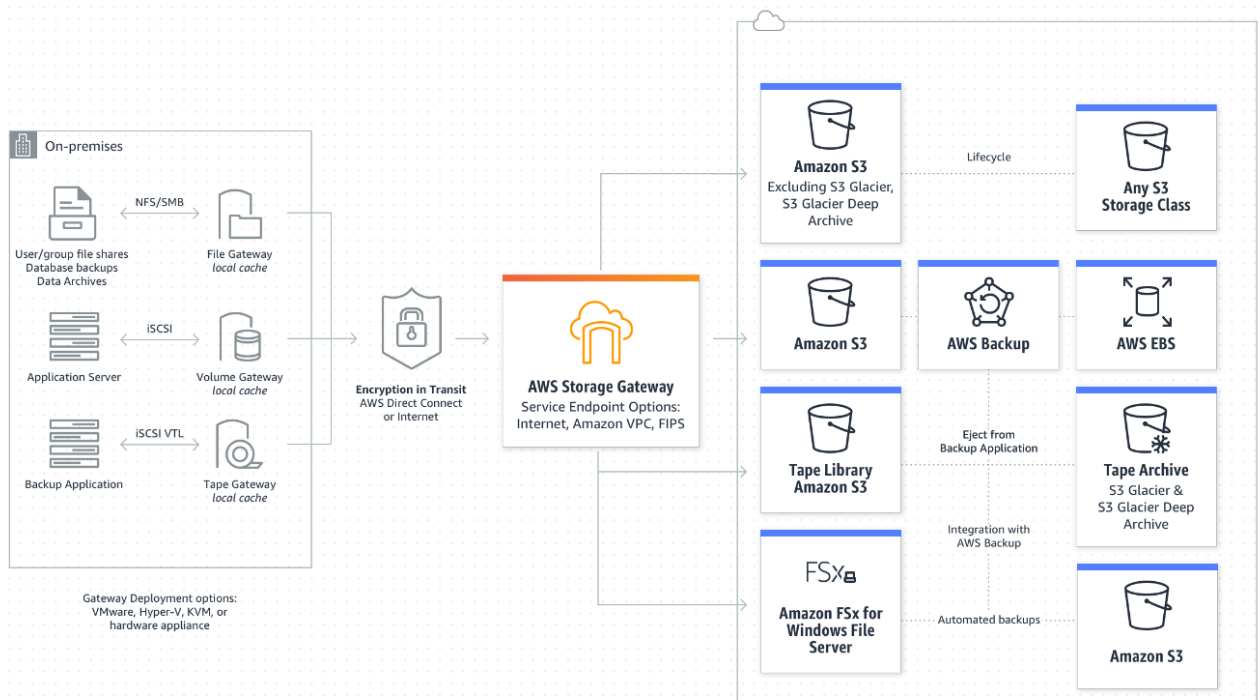 On-premises
NFS/SMB
User/group file shares
Database backups
Data Archives
File Gateway
local cache
iSCSI
Application Server
Volume Gateway
local cache
iSCSI VTL
Backup Application
Tape Gateway
local cache
Gateway Deployment options:
VMware, Hyper-V, KVM, or
hardware appliance
Encryption in Transit
AWS Direct Connect
or Internet
AWS Storage Gateway
Service Endpoint Options:
Internet, Amazon VPC, FIPS
Amazon S3
Excluding S3 Glacier,
S3 Glacier Deep
Archive
Lifecycle
Any S3
Storage Class
Amazon S3
AWS Backup
AWS EBS
Tape Library
Amazon S3
Eject from
Backup Application
Tape Archive
S3 Glacier &
S3 Glacier Deep
Archive
Integration with
AWS Backup
FSx
Amazon FSx for
Windows File
Server
Automated backups
Amazon S3